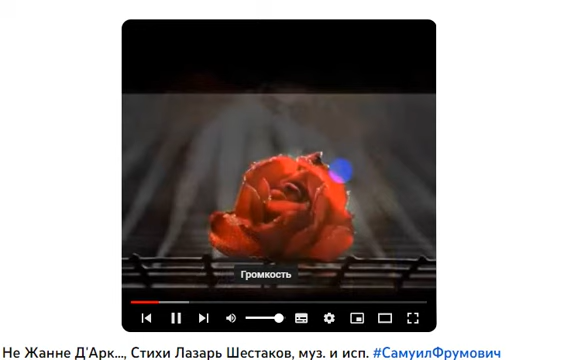 Громкость
Не Жанне Д'Арк..., Стихи Лазарь Шестаков, муз. и исп. #СамуилФрумович